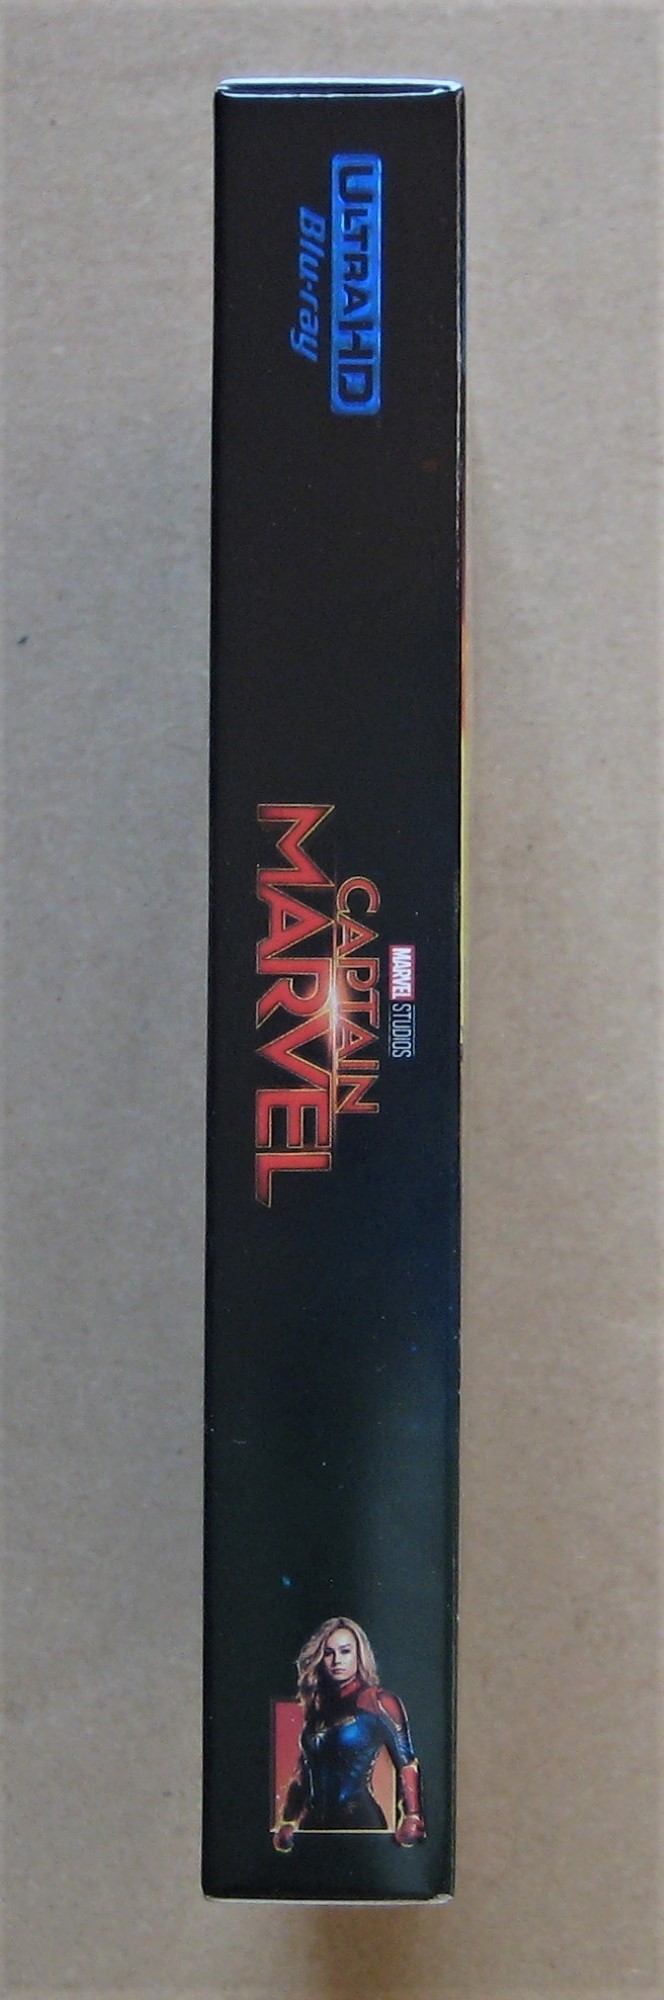 ULTRA HD
Blu-ray
MARVEL STUDIOS
CAPTAIN
MARVEL